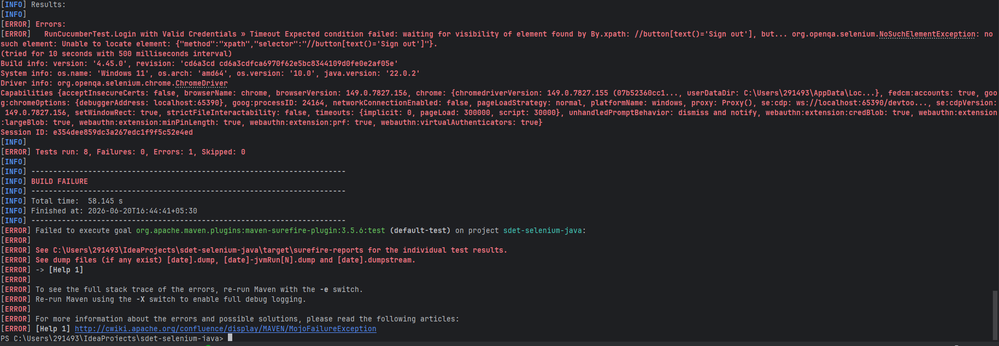 [INFO] Results:
[INFO]
[ERROR] Errors:
[ERROR]   RunCucumberTest.Login with Valid Credentials » Timeout Expected condition failed: waiting for visibility of element found by By.xpath: //button[text()='Sign out'], but... org.openqa.selenium.NoSuchElementException: no
such element: Unable to locate element: {"method":"xpath","selector":"//button[text()='Sign out']"}.
(tried for 10 seconds with 500 milliseconds interval)
Build info: version: '4.45.0', revision: 'cd6a3cd cd6a3cdfca6970f62e5bc8344109d0fe0e2af05e'
System info: os.name: 'Windows 11', os.arch: 'amd64', os.version: '10.0', java.version: '22.0.2'
Driver info: org.openqa.selenium.chrome.ChromeDriver
Capabilities {acceptInsecureCerts: false, browserName: chrome, browserVersion: 149.0.7827.156, chrome: {chromedriverVersion: 149.0.7827.155 (07b52360cc1..., userDataDir: C:\Users\291493\AppData\Loc...}, fedcm:accounts: true, goo
g:chromeOptions: {debuggerAddress: localhost:65390}, goog:processID: 24164, networkConnectionEnabled: false, pageLoadStrategy: normal, platformName: windows, proxy: Proxy(), se:cdp: ws://localhost:65390/devtoo..., se:cdpVersion:
 149.0.7827.156, setWindowRect: true, strictFileInteractability: false, timeouts: {implicit: 0, pageLoad: 300000, script: 30000}, unhandledPromptBehavior: dismiss and notify, webauthn:extension:credBlob: true, webauthn:extension
:largeBlob: true, webauthn:extension:minPinLength: true, webauthn:extension:prf: true, webauthn:virtualAuthenticators: true}
Session ID: e354dee859dc3a267edc1f9f5c52e4ed
[INFO]
[ERROR] Tests run: 8, Failures: 0, Errors: 1, Skipped: 0
[INFO]
[INFO] ------------------------------------------------------------------------
[INFO] BUILD FAILURE
[INFO] ------------------------------------------------------------------------
[INFO] Total time:  58.145 s
[INFO] Finished at: 2026-06-20T16:44:41+05:30
[INFO] ------------------------------------------------------------------------
[ERROR] Failed to execute goal org.apache.maven.plugins:maven-surefire-plugin:3.5.6:test (default-test) on project sdet-selenium-java:
[ERROR]
[ERROR] See C:\Users\291493\IdeaProjects\sdet-selenium-java\target\surefire-reports for the individual test results.
[ERROR] See dump files (if any exist) [date].dump, [date]-jvmRun[N].dump and [date].dumpstream.
[ERROR] -> [Help 1]
[ERROR]
[ERROR] To see the full stack trace of the errors, re-run Maven with the -e switch.
[ERROR] Re-run Maven using the -X switch to enable full debug logging.
[ERROR]
[ERROR] For more information about the errors and possible solutions, please read the following articles:
[ERROR] [Help 1] http://cwiki.apache.org/confluence/display/MAVEN/MojoFailureException
PS C:\Users\291493\IdeaProjects\sdet-selenium-java>